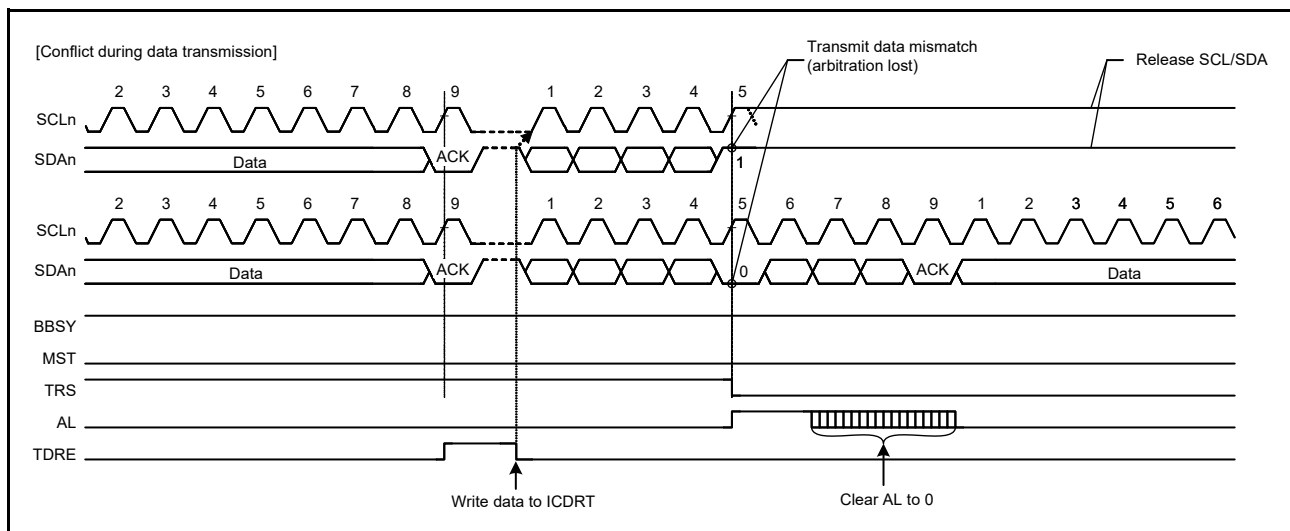 [Conflict during data transmission]
Transmit data mismatch
(arbitration lost)
Release SCL/SDA
2 3 4 5 6 7 8 9 1 2 3 4 5
SCLn
SDAn Data ACK 1
2 3 4 5 6 7 8 9 1 2 3 4 5 6 7 8 9 1 2 3 4 5 6
SCLn
SDAn Data ACK 0 ACK Data
BBSY
MST
TRS
AL
TDRE
Write data to ICDRT Clear AL to 0